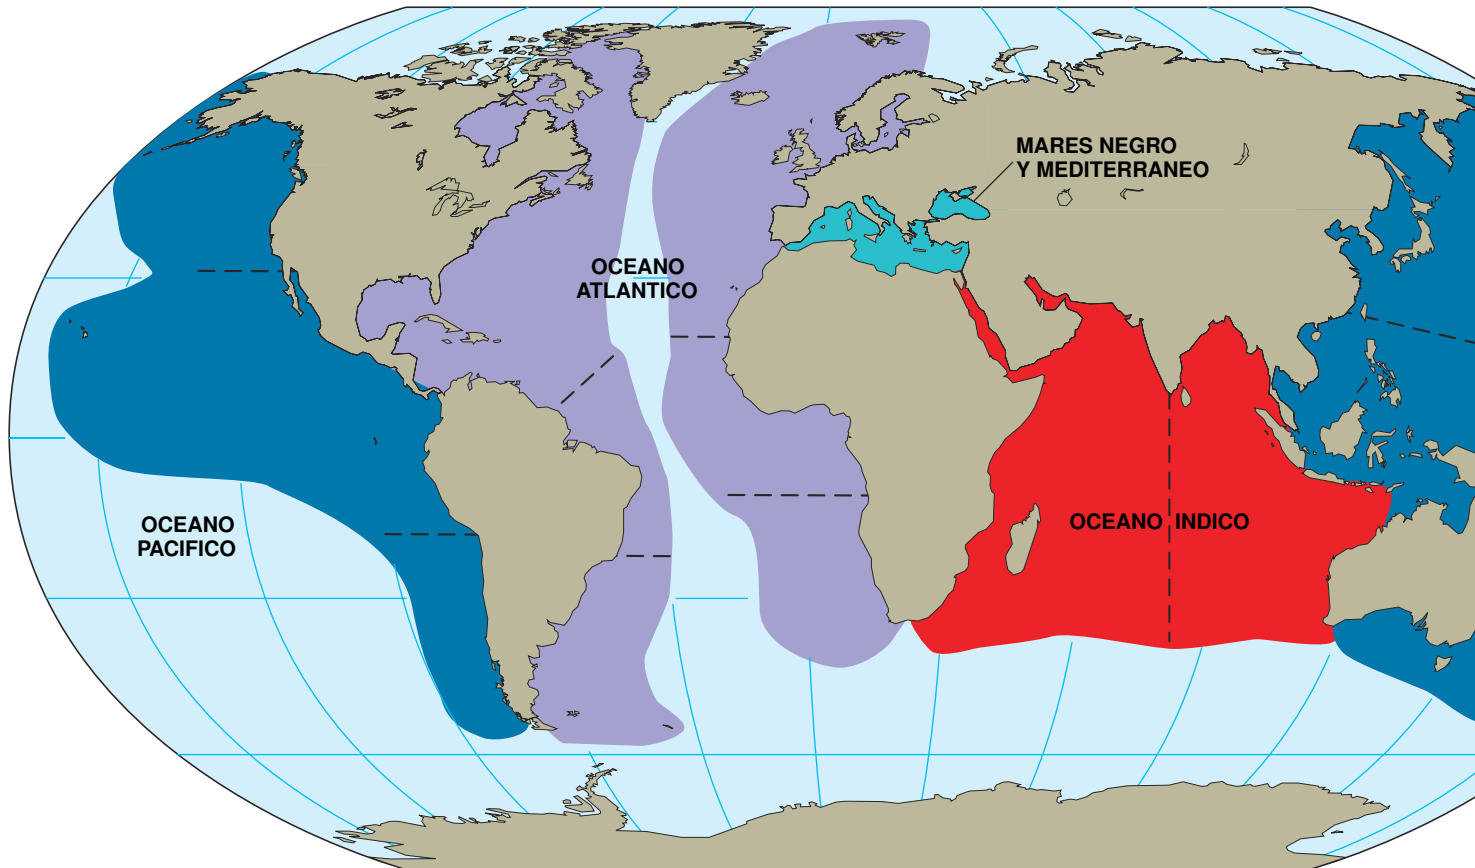 MARES NEGRO
Y MEDITERRANEO
OCEANO
ATLANTICO
OCEANO
PACIFICO
OCEANO INDICO